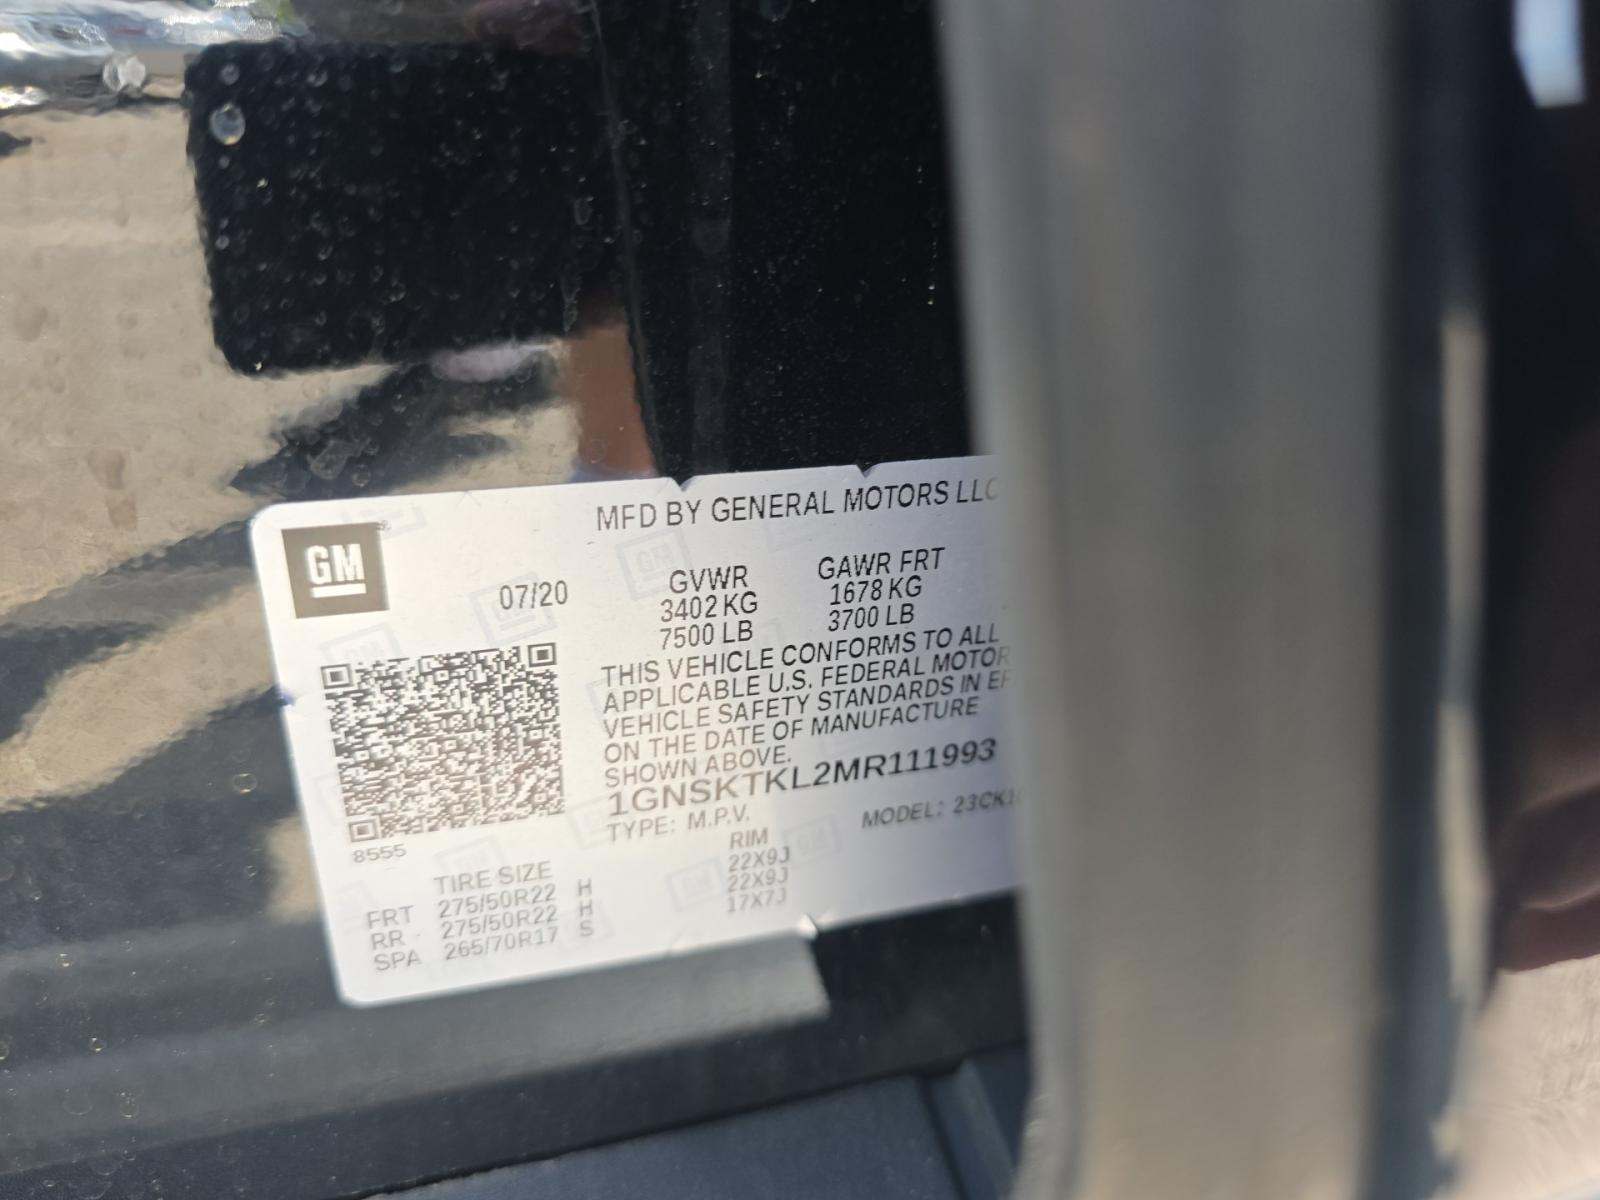 MFD BY GENERAL MOTORS LLC
GM
07/20
GVWR
3402 KG
7500 LB
GAWR FRT
1678 KG
3700 LB
THIS VEHICLE CONFORMS TO ALL
APPLICABLE U.S. FEDERAL MOTOR
VEHICLE SAFETY STANDARDS IN
ON THE DATE OF MANUFACTURE
SHOWN ABOVE.
1GNSKTKL2MR111993
TYPE: M.P.V.
MODEL:
8555
TIRE SIZE
RIM
FRT 275/50R22 H 22X9J
RR 275/50R22 H 22X9J
SPA 265/70R17 S 17X7J